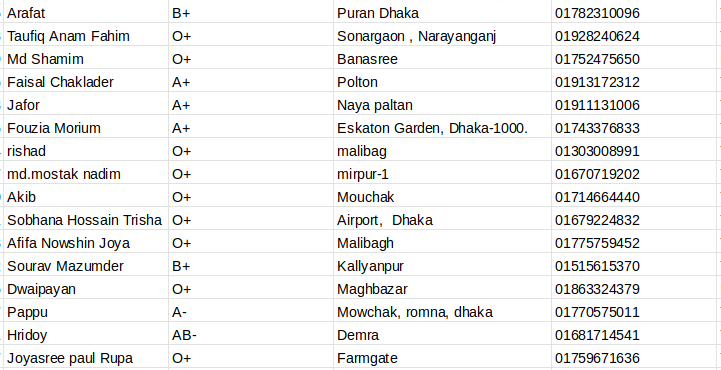 Arafat B+ Puran Dhaka 01782310096
Taufiq Anam Fahim O+ Sonargaon , Narayanganj 01928240624
Md Shamim O+ Banasree 01752475650
Faisal Chaklader A+ Polton 01913172312
Jafor A+ Naya paltan 01911131006
Fouzia Morium A+ Eskaton Garden, Dhaka-1000. 01743376833
rishad O+ malibag 01303008991
md.mostak nadim O+ mirpur-1 01670719202
Akib O+ Mouchak 01714664440
Sobhana Hossain Trisha O+ Airport,  Dhaka 01679224832
Afifa Nowshin Joya O+ Malibagh 01775759452
Sourav Mazumder B+ Kallyanpur 01515615370
Dwaipayan O+ Maghbazar 01863324379
Pappu A- Mowchak, romna, dhaka 01770575011
Hridoy AB- Demra 01681714541
Joyasree paul Rupa O+ Farmgate 01759671636